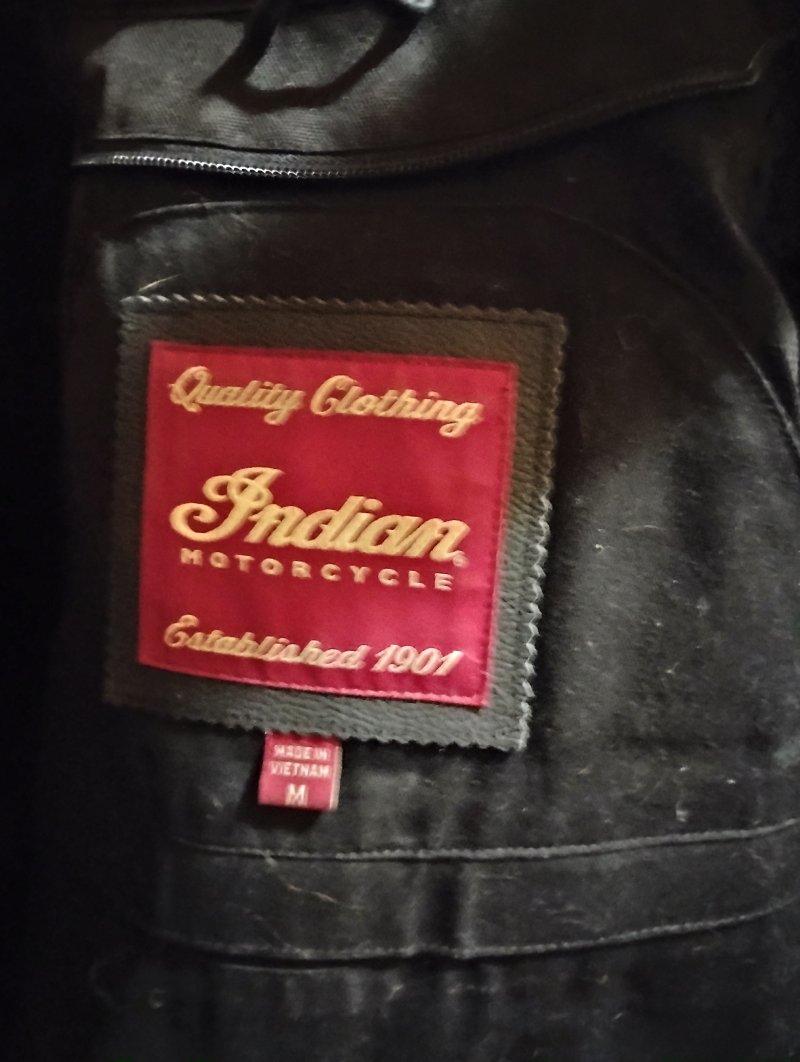 Quality Clothing
Indian
MOTORCYCLE
Established 1901
MADE IN
VIETNAM
M